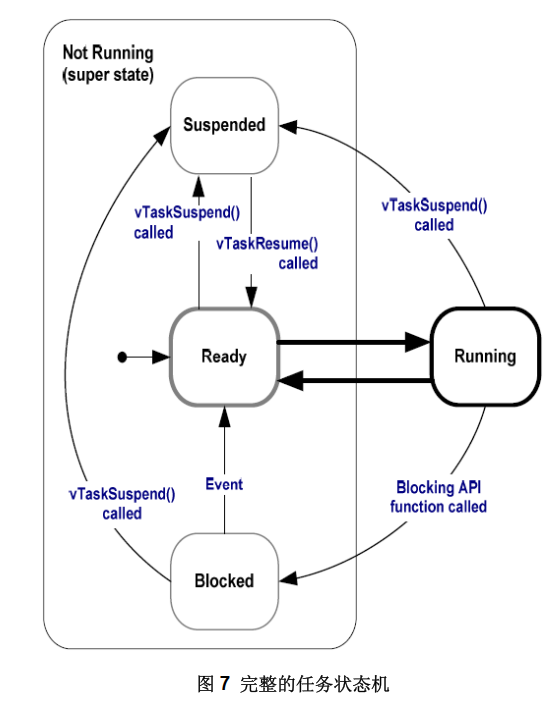 Not Running
(super state)
Suspended
vTaskSuspend()
called
vTaskResume()
called
vTaskSuspend()
called
Ready
Running
Event
vTaskSuspend()
called
Blocking API
function called
Blocked
图 7 完整的任务状态机